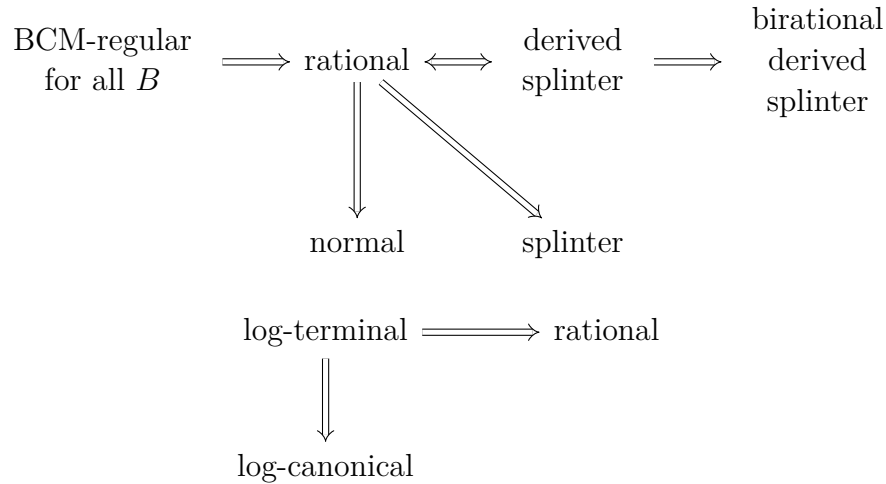 BCM-regular
for all B
rational
derived
splinter
birational
derived
splinter
normal
splinter
log-terminal
rational
log-canonical